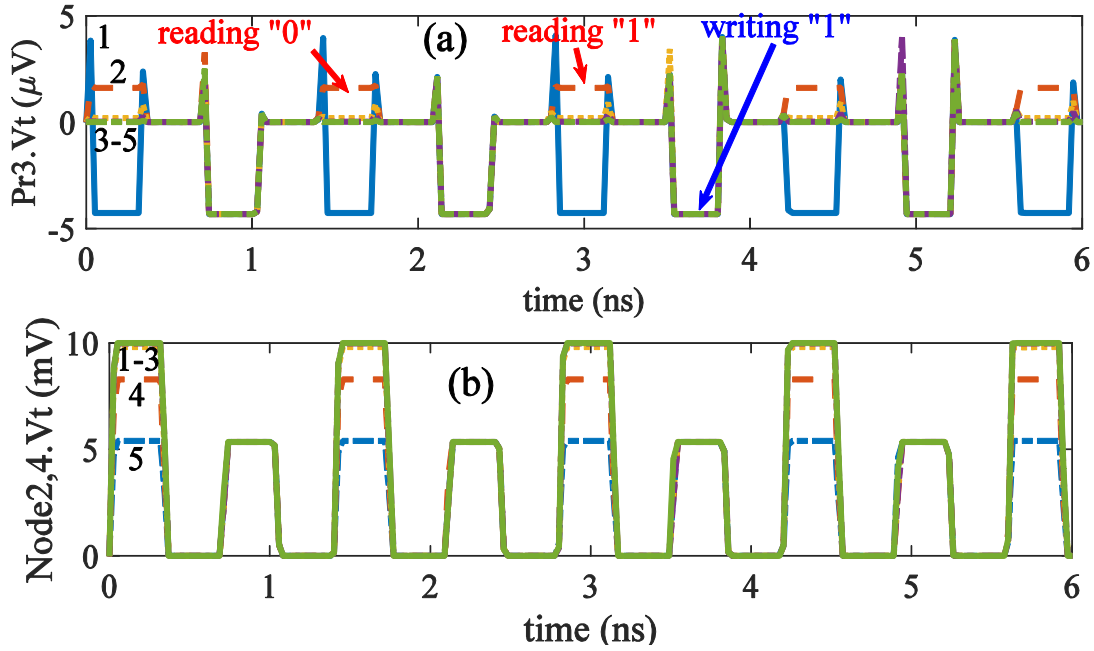 5
1
reading "0"
(a)
reading "1"
writing "1"
2
Pr3.Vt (μV)
0
3-5
-5
0 1 2 3 4 5 6
time (ns)
10
1-3
4
(b)
Node2,4.Vt (mV)
5
5
0
0 1 2 3 4 5 6
time (ns)